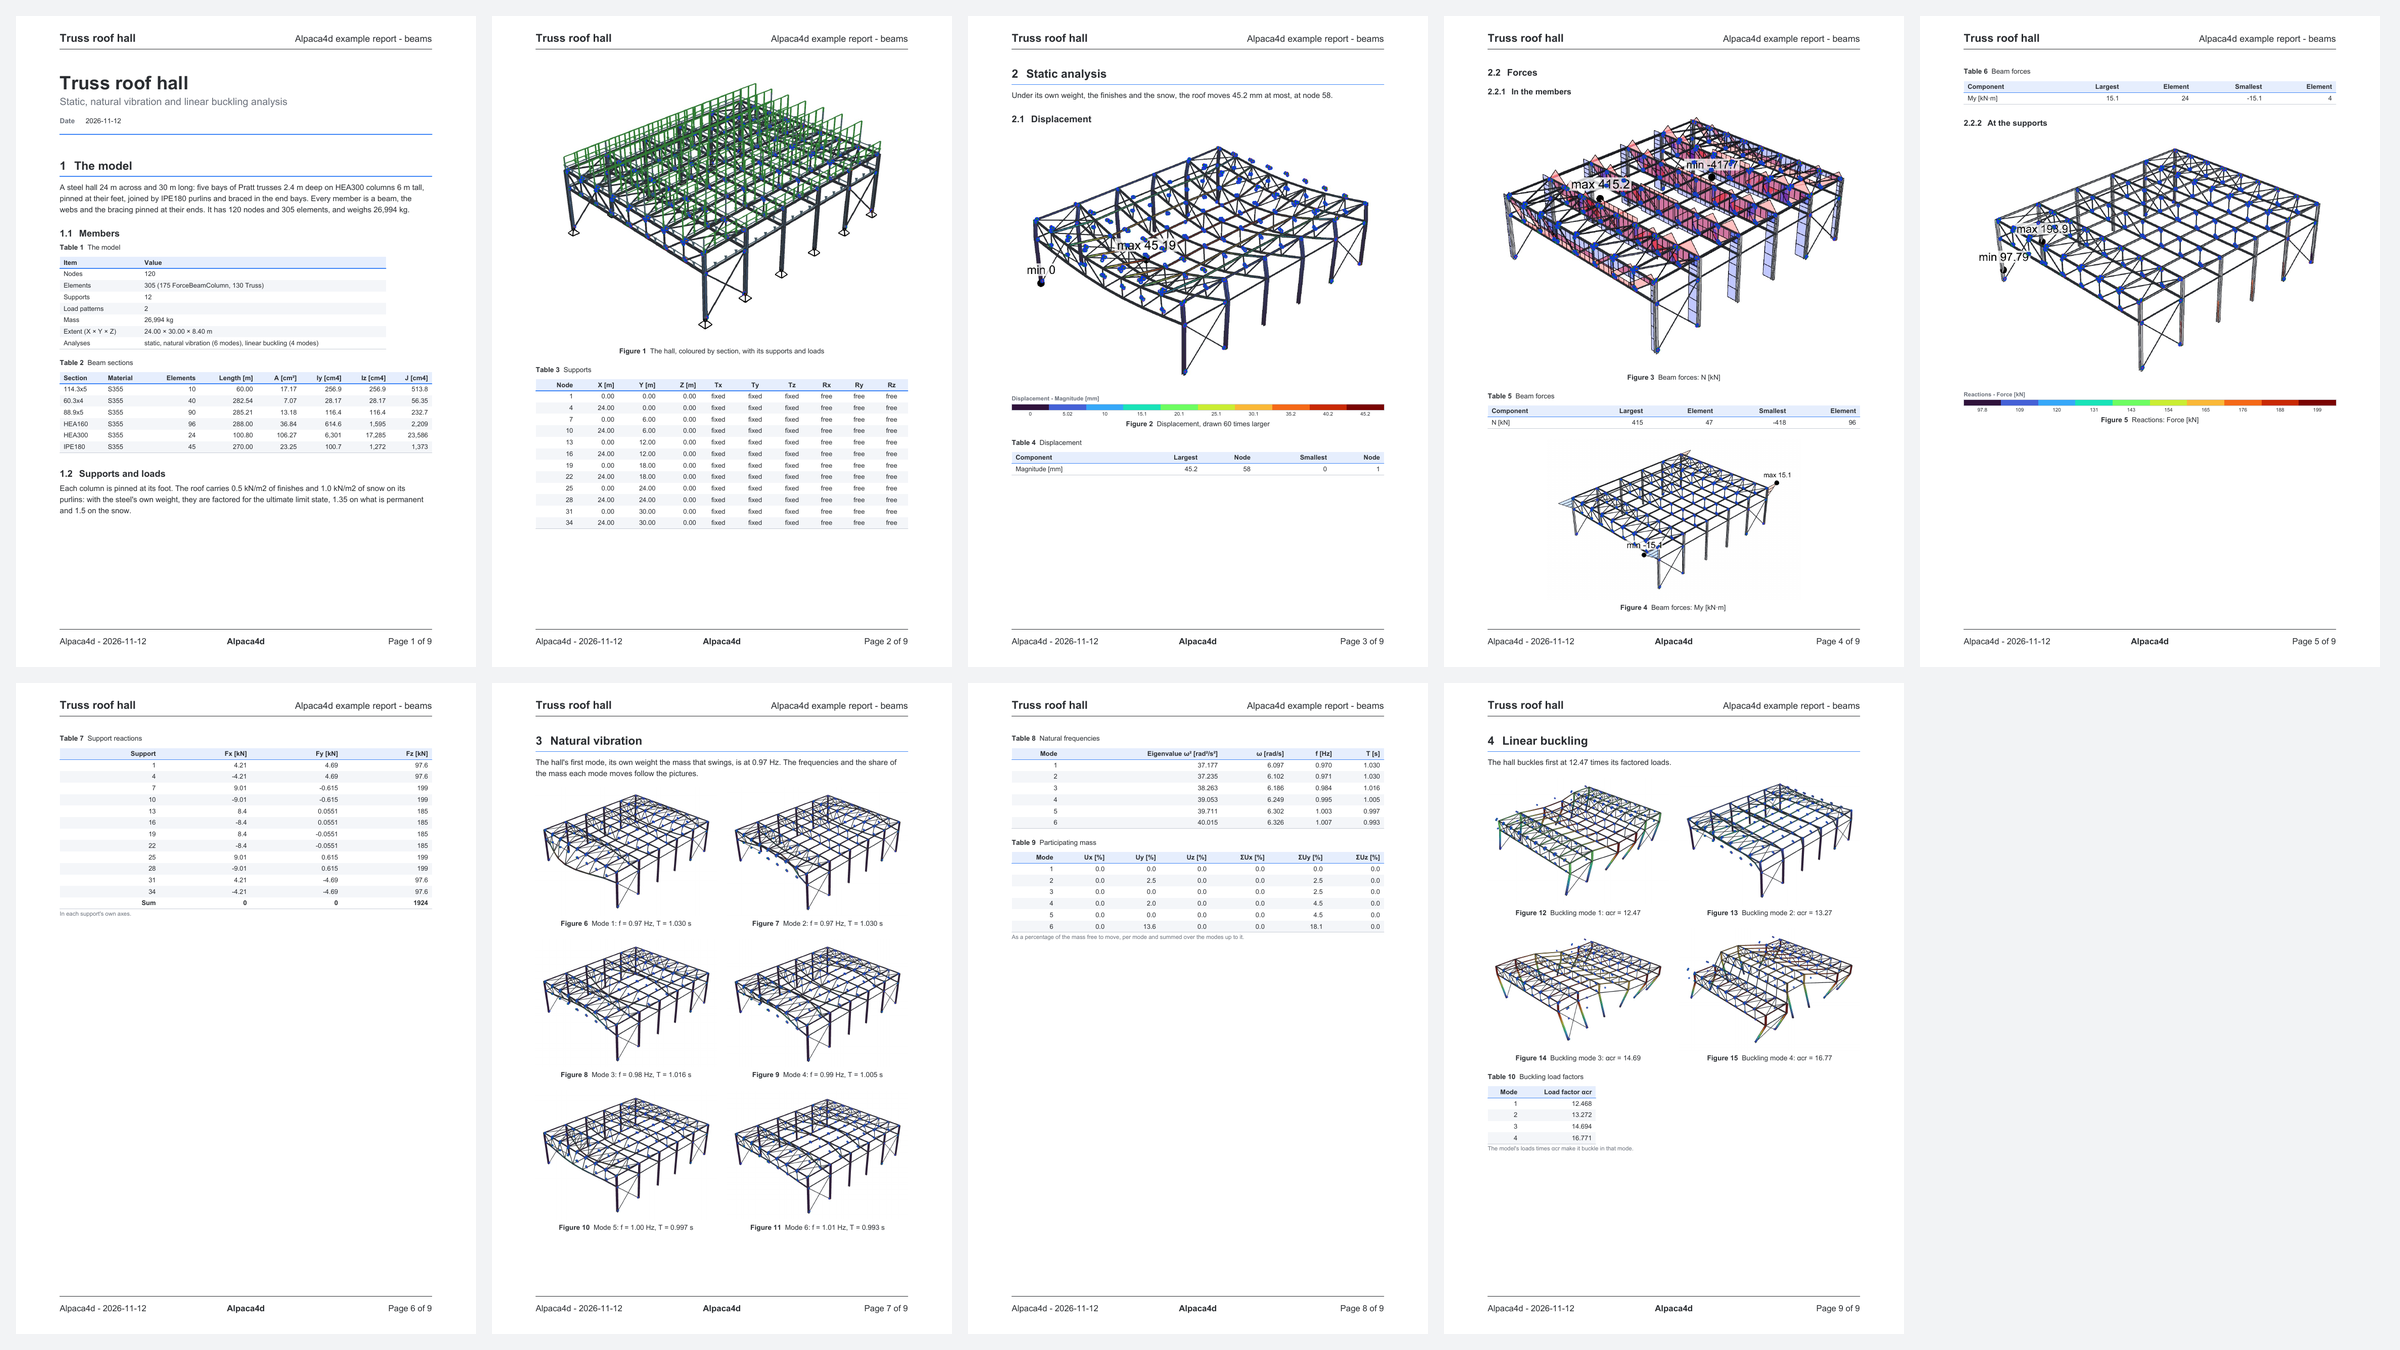 Truss roof hall
Alpaca4d example report - beams
Truss roof hall
Static, natural vibration and linear buckling analysis
Date 2026-11-12
1 The model
A steel hall 24 m across and 30 m long: five bays of Pratt trusses 2.4 m deep on HEA300 columns 6 m tall,
pinned at their feet, joined by IPE180 purlins and braced in the end bays. Every member is a beam, the
webs and the bracing pinned at their ends. It has 120 nodes and 305 elements, and weighs 26,994 kg.
1.1 Members
Table 1 The model
Item Value
Nodes 120
Elements 305 (175 ForceBeamColumn, 130 Truss)
Supports 12
Load patterns 2
Mass 26,994 kg
Extent (X × Y × Z) 24.00 × 30.00 × 8.40 m
Analyses static, natural vibration (6 modes), linear buckling (4 modes)
Table 2 Beam sections
Section Material Elements Length [m] A [cm²] Iy [cm4] Iz [cm4] J [cm4]
114.3x5 S355 10 60.00 17.17 256.9 256.9 513.8
60.3x4 S355 40 282.54 7.07 28.17 28.17 56.35
88.9x5 S355 90 285.21 13.18 116.4 116.4 232.7
HEA160 S355 96 288.00 36.84 614.6 1,595 2,209
HEA300 S355 24 100.80 106.27 6,301 17,285 23,586
IPE180 S355 45 270.00 23.25 100.7 1,272 1,373
1.2 Supports and loads
Each column is pinned at its foot. The roof carries 0.5 kN/m2 of finishes and 1.0 kN/m2 of snow on its
purlins: with the steel's own weight, they are factored for the ultimate limit state, 1.35 on what is permanent
and 1.5 on the snow.
Alpaca4d - 2026-11-12 Alpaca4d Page 1 of 9
Truss roof hall
Alpaca4d example report - beams
Figure 1 The hall, coloured by section, with its supports and loads
Table 3 Supports
Node X [m] Y [m] Z [m] Tx Ty Tz Rx Ry Rz
1 0.00 0.00 0.00 fixed fixed fixed free free free
4 24.00 0.00 0.00 fixed fixed fixed free free free
7 0.00 6.00 0.00 fixed fixed fixed free free free
10 24.00 6.00 0.00 fixed fixed fixed free free free
13 0.00 12.00 0.00 fixed fixed fixed free free free
16 24.00 12.00 0.00 fixed fixed fixed free free free
19 0.00 18.00 0.00 fixed fixed fixed free free free
22 24.00 18.00 0.00 fixed fixed fixed free free free
25 0.00 24.00 0.00 fixed fixed fixed free free free
28 24.00 24.00 0.00 fixed fixed fixed free free free
31 0.00 30.00 0.00 fixed fixed fixed free free free
34 24.00 30.00 0.00 fixed fixed fixed free free free
Alpaca4d - 2026-11-12 Alpaca4d Page 2 of 9
Truss roof hall
Alpaca4d example report - beams
2 Static analysis
Under its own weight, the finishes and the snow, the roof moves 45.2 mm at most, at node 58.
2.1 Displacement
max 45.19
min 0
Displacement - Magnitude [mm]
0 5.02 10 15.1 20.1 25.1 30.1 35.2 40.2 45.2
Figure 2 Displacement, drawn 60 times larger
Table 4 Displacement
Component Largest Node Smallest Node
Magnitude [mm] 45.2 58 0 1
Alpaca4d - 2026-11-12 Alpaca4d Page 3 of 9
Truss roof hall
Alpaca4d example report - beams
2.2 Forces
2.2.1 In the members
min -417.7
max 415.2
Figure 3 Beam forces: N [kN]
Table 5 Beam forces
Component Largest Element Smallest Element
N [kN] 415 47 -418 96
max 15.1
min -15.1
Figure 4 Beam forces: My [kN·m]
Alpaca4d - 2026-11-12 Alpaca4d Page 4 of 9
Truss roof hall
Alpaca4d example report - beams
Table 6 Beam forces
Component Largest Element Smallest Element
My [kN·m] 15.1 24 -15.1 4
2.2.2 At the supports
max 198.9
min 97.79
Reactions - Force [kN]
97.8 109 120 131 143 154 165 176 188 199
Figure 5 Reactions: Force [kN]
Alpaca4d - 2026-11-12 Alpaca4d Page 5 of 9
Truss roof hall
Alpaca4d example report - beams
Table 7 Support reactions
Support Fx [kN] Fy [kN] Fz [kN]
1 4.21 4.69 97.6
4 -4.21 4.69 97.6
7 9.01 -0.615 199
10 -9.01 -0.615 199
13 8.4 0.0551 185
16 -8.4 0.0551 185
19 8.4 -0.0551 185
22 -8.4 -0.0551 185
25 9.01 0.615 199
28 -9.01 0.615 199
31 4.21 -4.69 97.6
34 -4.21 -4.69 97.6
Sum 0 0 1924
In each support's own axes.
Alpaca4d - 2026-11-12 Alpaca4d Page 6 of 9
Truss roof hall
Alpaca4d example report - beams
3 Natural vibration
The hall's first mode, its own weight the mass that swings, is at 0.97 Hz. The frequencies and the share of
the mass each mode moves follow the pictures.
Figure 6 Mode 1: f = 0.97 Hz, T = 1.030 s
Figure 7 Mode 2: f = 0.97 Hz, T = 1.030 s
Figure 8 Mode 3: f = 0.98 Hz, T = 1.016 s
Figure 9 Mode 4: f = 0.99 Hz, T = 1.005 s
Figure 10 Mode 5: f = 1.00 Hz, T = 0.997 s
Figure 11 Mode 6: f = 1.01 Hz, T = 0.993 s
Alpaca4d - 2026-11-12 Alpaca4d Page 7 of 9
Truss roof hall
Alpaca4d example report - beams
Table 8 Natural frequencies
Mode Eigenvalue ω² [rad²/s²] ω [rad/s] f [Hz] T [s]
1 37.177 6.097 0.970 1.030
2 37.235 6.102 0.971 1.030
3 38.263 6.186 0.984 1.016
4 39.053 6.249 0.995 1.005
5 39.711 6.302 1.003 0.997
6 40.015 6.326 1.007 0.993
Table 9 Participating mass
Mode Ux [%] Uy [%] Uz [%] ΣUx [%] ΣUy [%] ΣUz [%]
1 0.0 0.0 0.0 0.0 0.0 0.0
2 0.0 2.5 0.0 0.0 2.5 0.0
3 0.0 0.0 0.0 0.0 2.5 0.0
4 0.0 2.0 0.0 0.0 4.5 0.0
5 0.0 0.0 0.0 0.0 4.5 0.0
6 0.0 13.6 0.0 0.0 18.1 0.0
As a percentage of the mass free to move, per mode and summed over the modes up to it.
Alpaca4d - 2026-11-12 Alpaca4d Page 8 of 9
Truss roof hall
Alpaca4d example report - beams
4 Linear buckling
The hall buckles first at 12.47 times its factored loads.
Figure 12 Buckling mode 1: αcr = 12.47
Figure 13 Buckling mode 2: αcr = 13.27
Figure 14 Buckling mode 3: αcr = 14.69
Figure 15 Buckling mode 4: αcr = 16.77
Table 10 Buckling load factors
Mode Load factor αcr
1 12.468
2 13.272
3 14.694
4 16.771
The model's loads times αcr make it buckle in that mode.
Alpaca4d - 2026-11-12 Alpaca4d Page 9 of 9